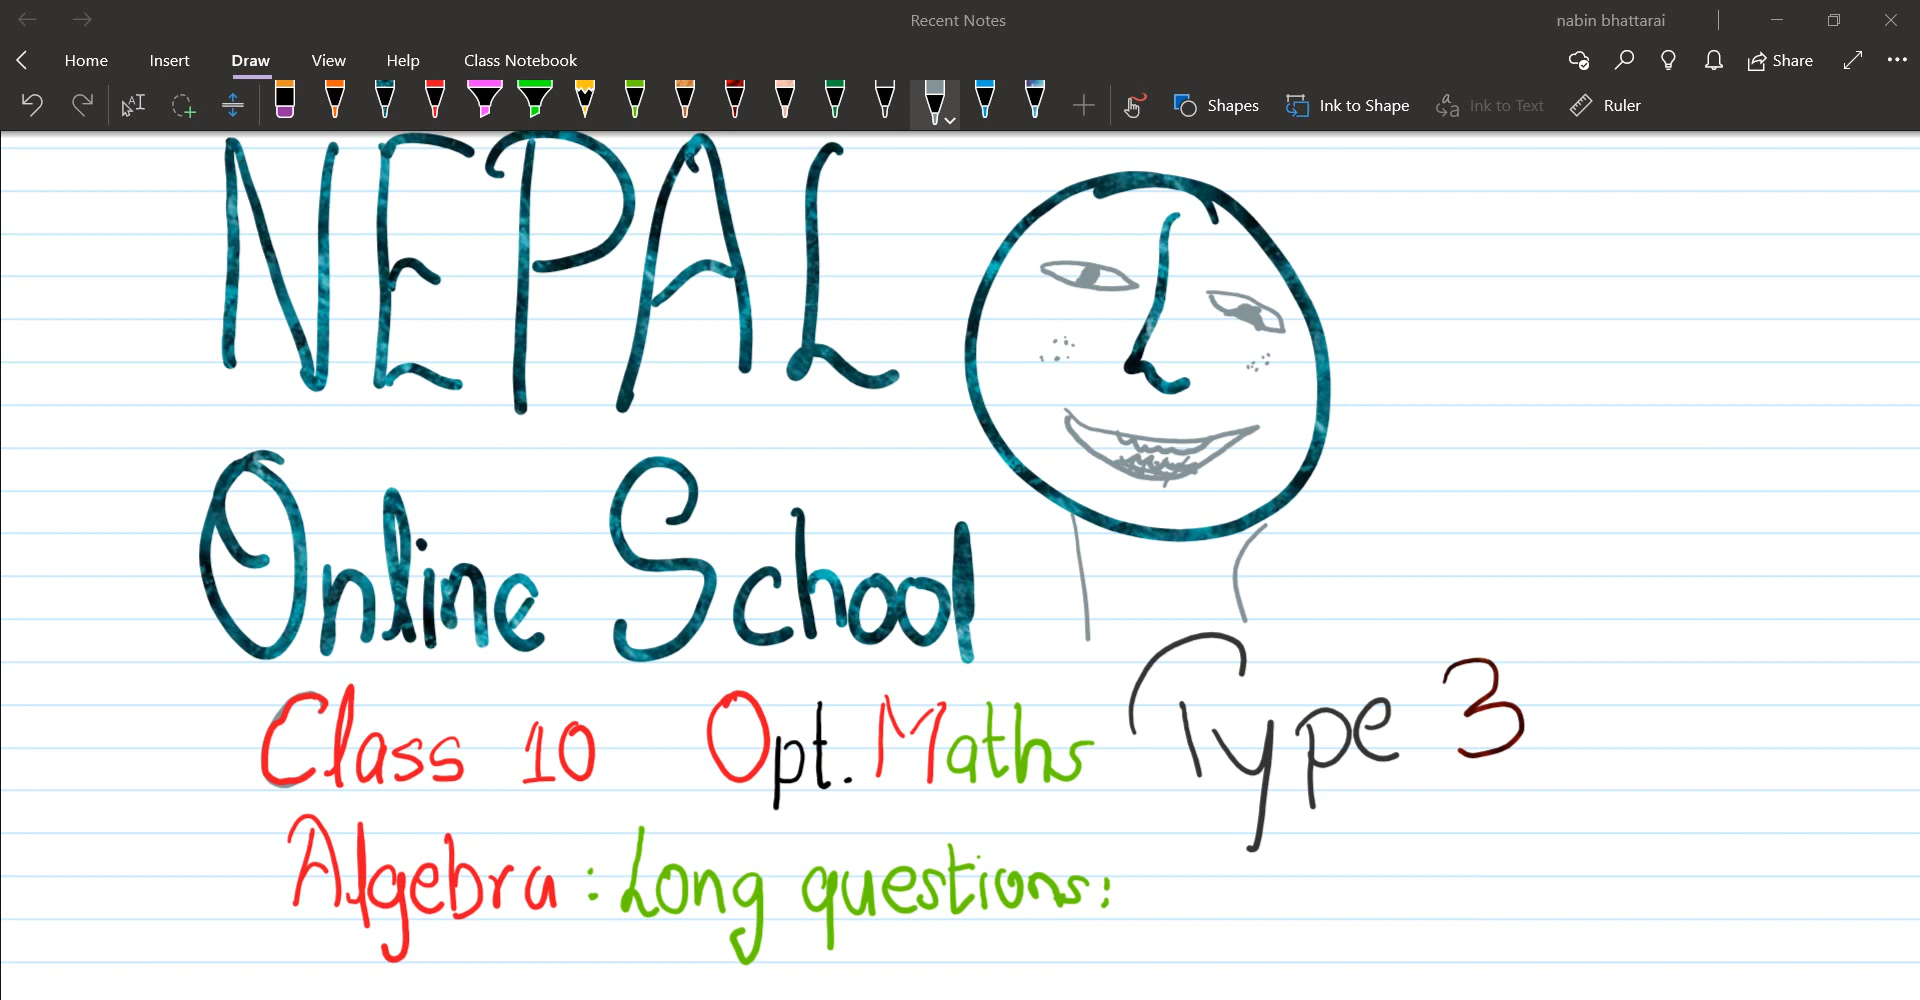 Recent Notes nabin bhattarai
Home Insert Draw View Help Class Notebook Share
Shapes Ink to Shape Ink to Text Ruler
NEPAL
Online School
Class 10 Opt. Maths Type 3
Algebra : Long questions: